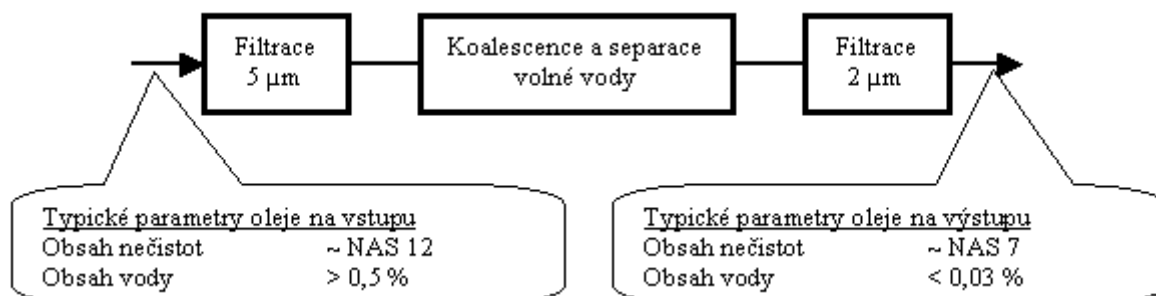 Filtrace
5 µm
Koalescence a separace
volné vody
Filtrace
2 µm
Typické parametry oleje na vstupu
Obsah nečistot ~ NAS 12
Obsah vody > 0,5 %
Typické parametry oleje na výstupu
Obsah nečistot ~ NAS 7
Obsah vody < 0,03 %